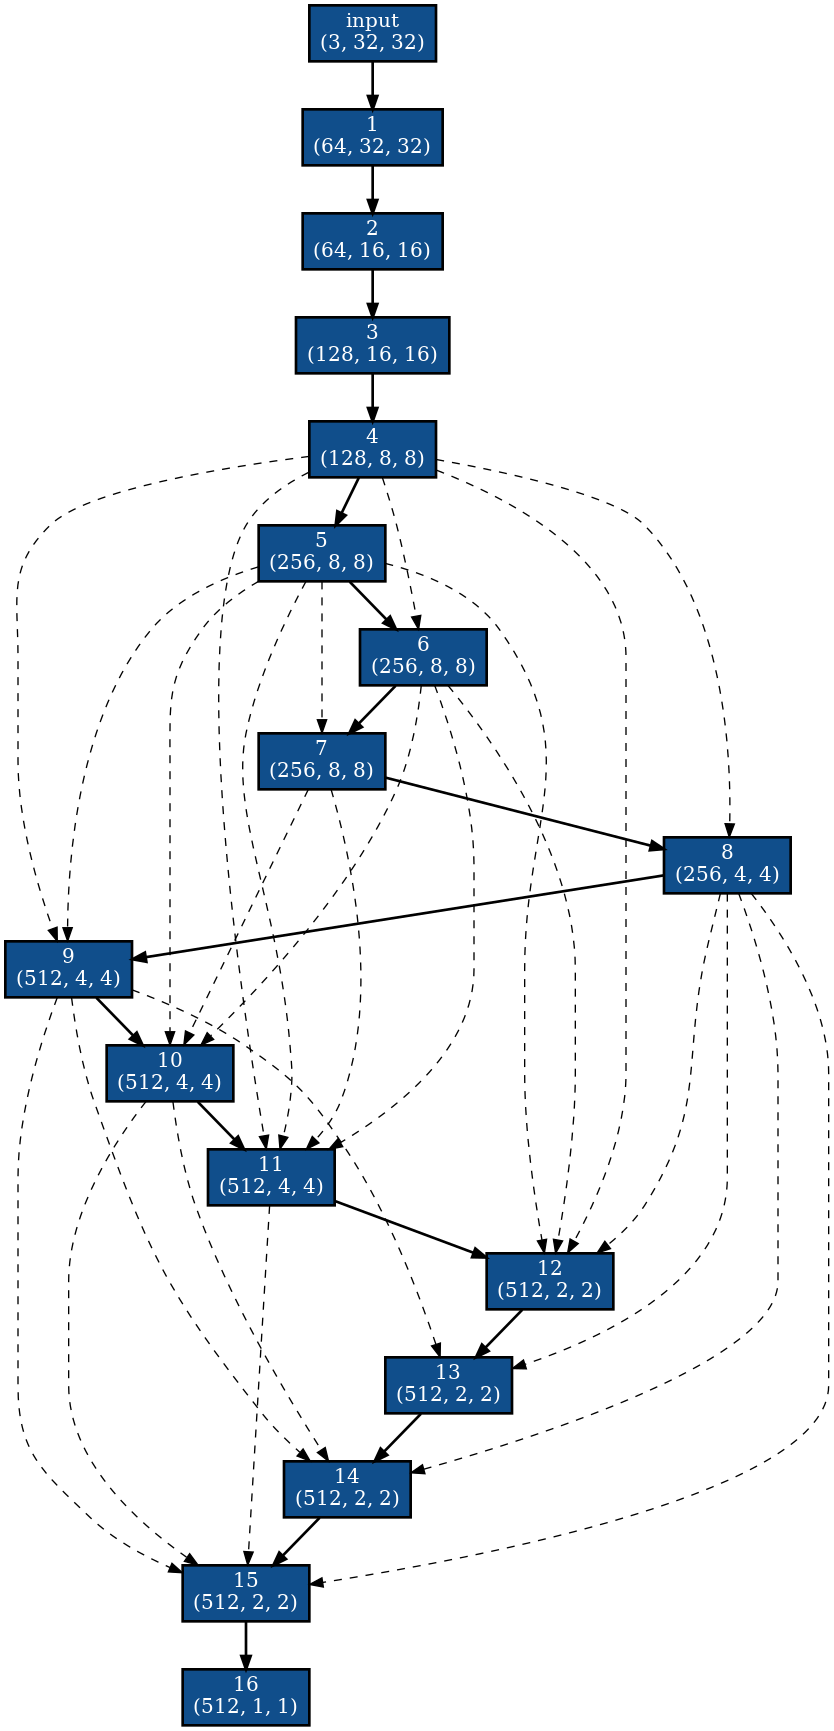 input
(3, 32, 32)
1
(64, 32, 32)
2
(64, 16, 16)
3
(128, 16, 16)
4
(128, 8, 8)
5
(256, 8, 8)
6
(256, 8, 8)
7
(256, 8, 8)
8
(256, 4, 4)
9
(512, 4, 4)
10
(512, 4, 4)
11
(512, 4, 4)
12
(512, 2, 2)
13
(512, 2, 2)
14
(512, 2, 2)
15
(512, 2, 2)
16
(512, 1, 1)